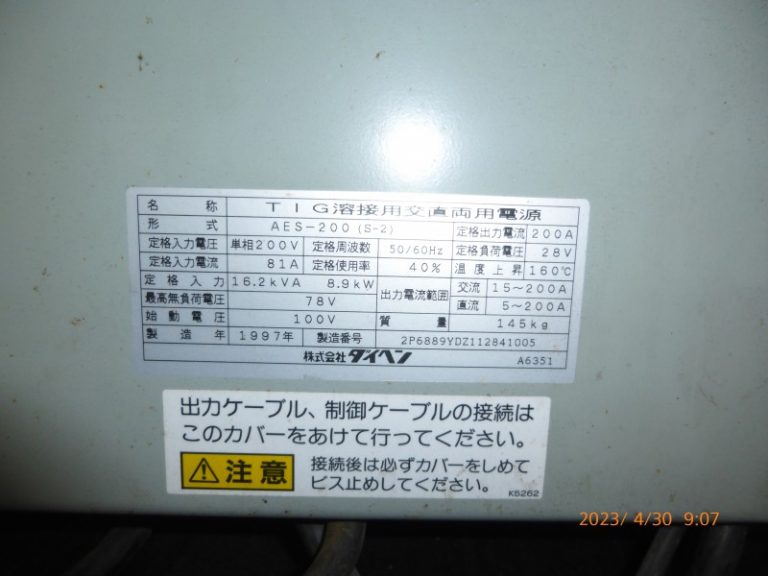 名称 TIG溶接用交直両用電源
形式 AES-200 (S-2) 定格出力電流 200A
定格入力電圧 単相200V 定格周波数 50/60Hz 定格負荷電圧 28V
定格入力電流 81A 定格使用率 40% 温度上昇 160℃
定格入力 16.2kVA 8.9kW 出力電流範囲 交流 15~200A
最高無負荷電圧 78V 直流 5~200A
始動電圧 100V 質量 145kg
製造年 1997年 製造番号 2P6889YDZ112841005
株式会社ダイヘン A6351
出力ケーブル、制御ケーブルの接続は
このカバーをあけて行ってください。
注意 接続後は必ずカバーをしめて
ビス止めしてください。
K5262
2023/ 4/30 9:07